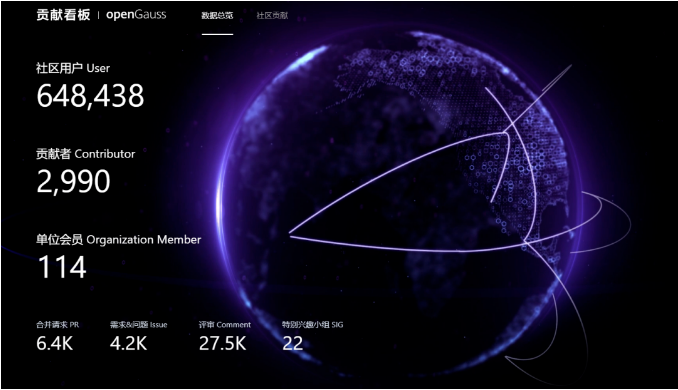 贡献看板 | openGauss 数据总览 社区贡献
社区用户 User
648,438
贡献者 Contributor
2,990
单位会员 Organization Member
114
合并请求 PR 需求&问题 Issue 评审 Comment 特别兴趣小组 SIG
6.4K 4.2K 27.5K 22